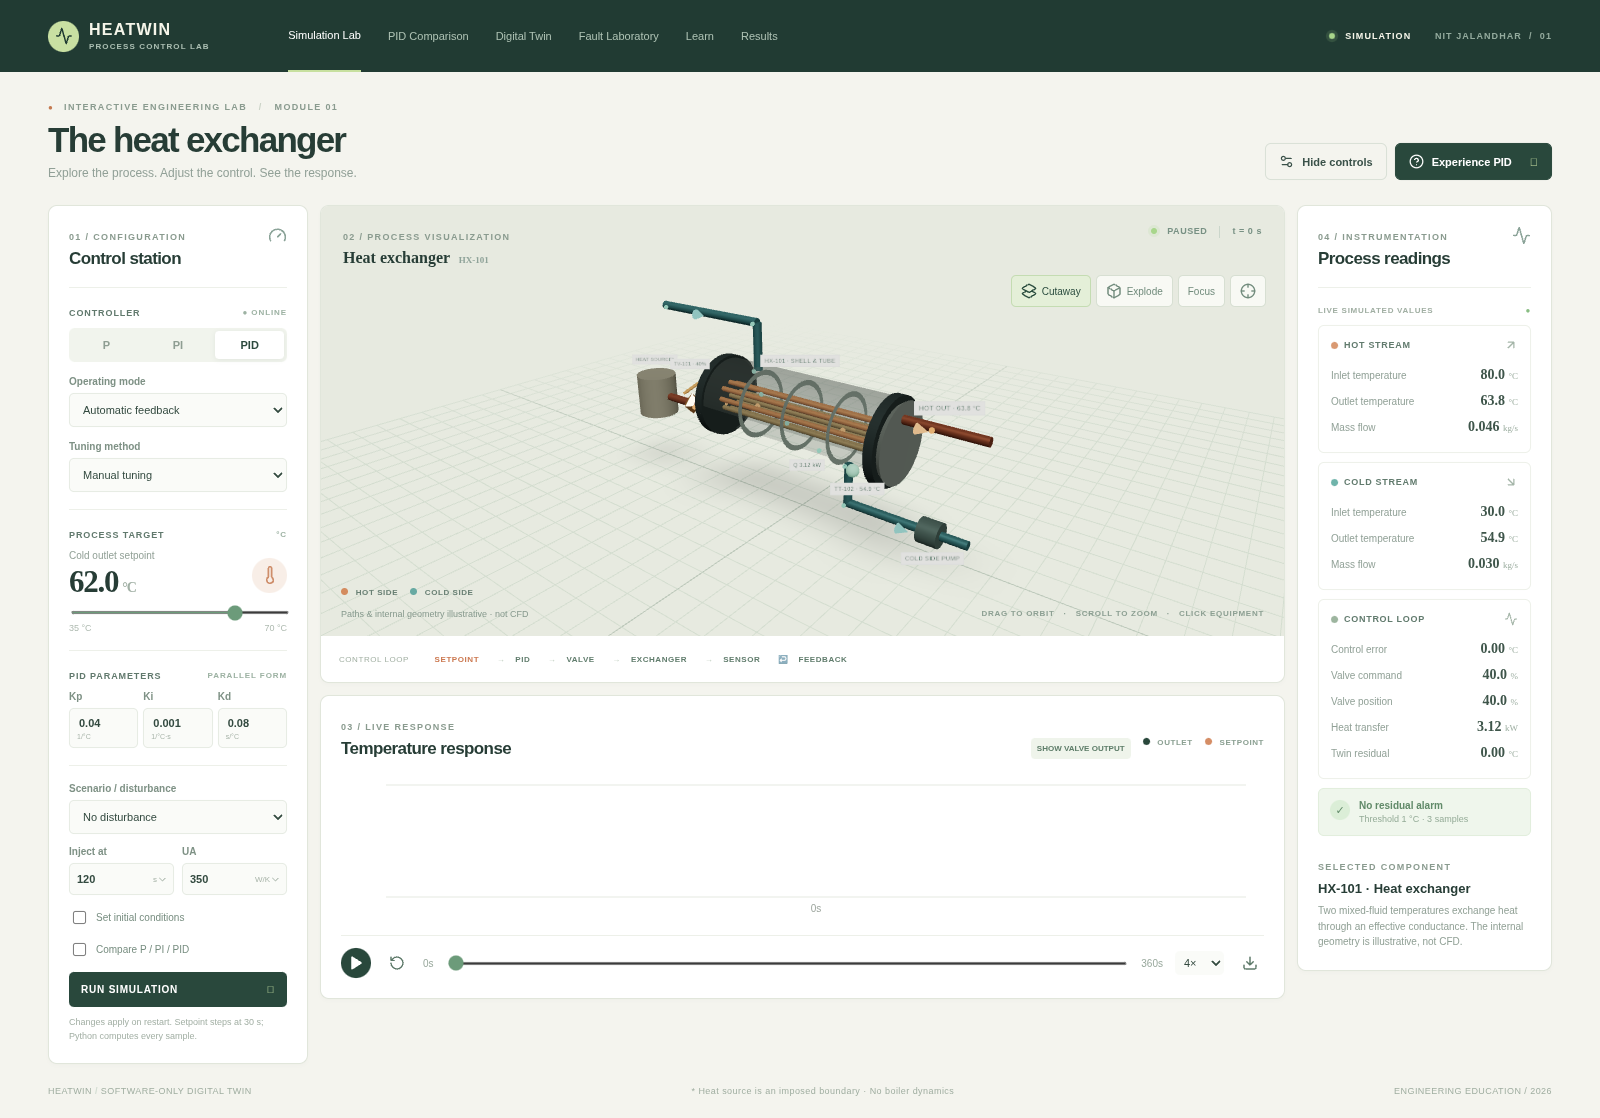 HEATWIN
PROCESS CONTROL LAB
Simulation Lab
PID Comparison
Digital Twin
Fault Laboratory
Learn
Results
SIMULATION
NIT JALANDHAR / 01
INTERACTIVE ENGINEERING LAB / MODULE 01
The heat exchanger
Explore the process. Adjust the control. See the response.
Hide controls
Experience PID
01 / CONFIGURATION
Control station
CONTROLLER
● ONLINE
P
PI
PID
Operating mode
Automatic feedback
Tuning method
Manual tuning
PROCESS TARGET
°C
Cold outlet setpoint
62.0 °C
35 °C
70 °C
PID PARAMETERS
PARALLEL FORM
Kp
Ki
Kd
0.04
0.001
0.08
1/°C
1/°C·s
s/°C
Scenario / disturbance
No disturbance
Inject at
UA
120
s
350
W/K
Set initial conditions
Compare P / PI / PID
RUN SIMULATION
Changes apply on restart. Setpoint steps at 30 s;
Python computes every sample.
02 / PROCESS VISUALIZATION
Heat exchanger HX-101
PAUSED
t = 0 s
Cutaway
Explode
Focus
HEAT SOURCE
HX-101 · SHELL & TUBE
HOT OUT · 63.8 °C
Q 3.12 kW
TT-102 · 54.9 °C
COLD SIDE PUMP
HOT SIDE
COLD SIDE
Paths & internal geometry illustrative · not CFD
DRAG TO ORBIT · SCROLL TO ZOOM · CLICK EQUIPMENT
CONTROL LOOP
SETPOINT → PID → VALVE → EXCHANGER → SENSOR ↩ FEEDBACK
03 / LIVE RESPONSE
Temperature response
SHOW VALVE OUTPUT
OUTLET
SETPOINT
0s
0s
360s
4×
04 / INSTRUMENTATION
Process readings
LIVE SIMULATED VALUES
HOT STREAM
Inlet temperature 80.0 °C
Outlet temperature 63.8 °C
Mass flow 0.046 kg/s
COLD STREAM
Inlet temperature 30.0 °C
Outlet temperature 54.9 °C
Mass flow 0.030 kg/s
CONTROL LOOP
Control error 0.00 °C
Valve command 40.0 %
Valve position 40.0 %
Heat transfer 3.12 kW
Twin residual 0.00 °C
✓
No residual alarm
Threshold 1 °C · 3 samples
SELECTED COMPONENT
HX-101 · Heat exchanger
Two mixed-fluid temperatures exchange heat
through an effective conductance. The internal
geometry is illustrative, not CFD.
HEATWIN / SOFTWARE-ONLY DIGITAL TWIN
* Heat source is an imposed boundary · No boiler dynamics
ENGINEERING EDUCATION / 2026